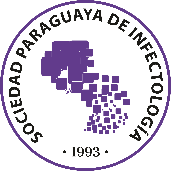 SOCIEDAD PARAGUAYA DE INFECTOLOGÍA
· 1993 ·